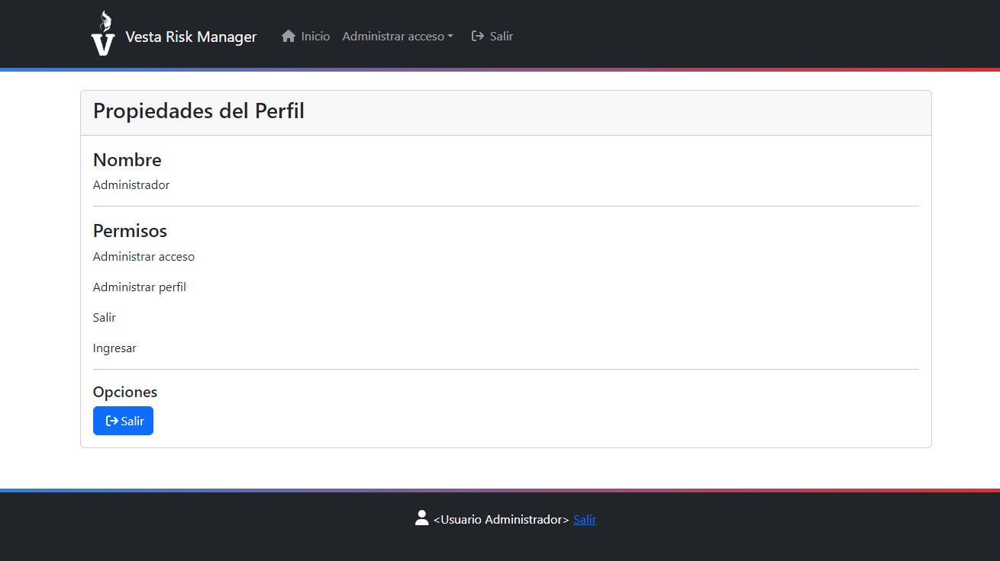 V Vesta Risk Manager Inicio Administrar acceso Salir
Propiedades del Perfil
Nombre
Administrador
Permisos
Administrar acceso
Administrar perfil
Salir
Ingresar
Opciones
Salir
<Usuario Administrador> Salir